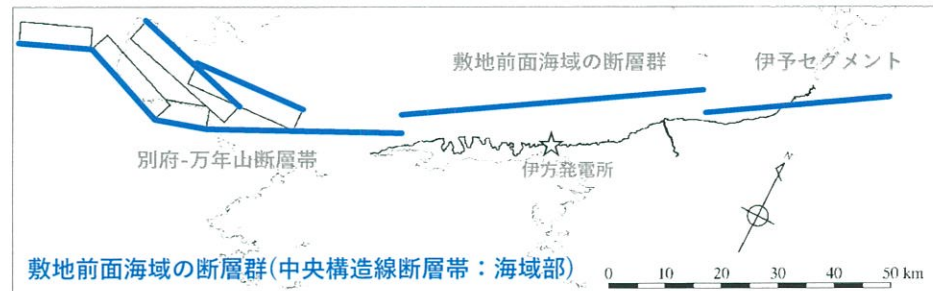 敷地前面海域の断層群
伊予セグメント
別府-万年山断層帯
伊方発電所
N
敷地前面海域の断層群(中央構造線断層帯：海域部)
0 10 20 30 40 50 km